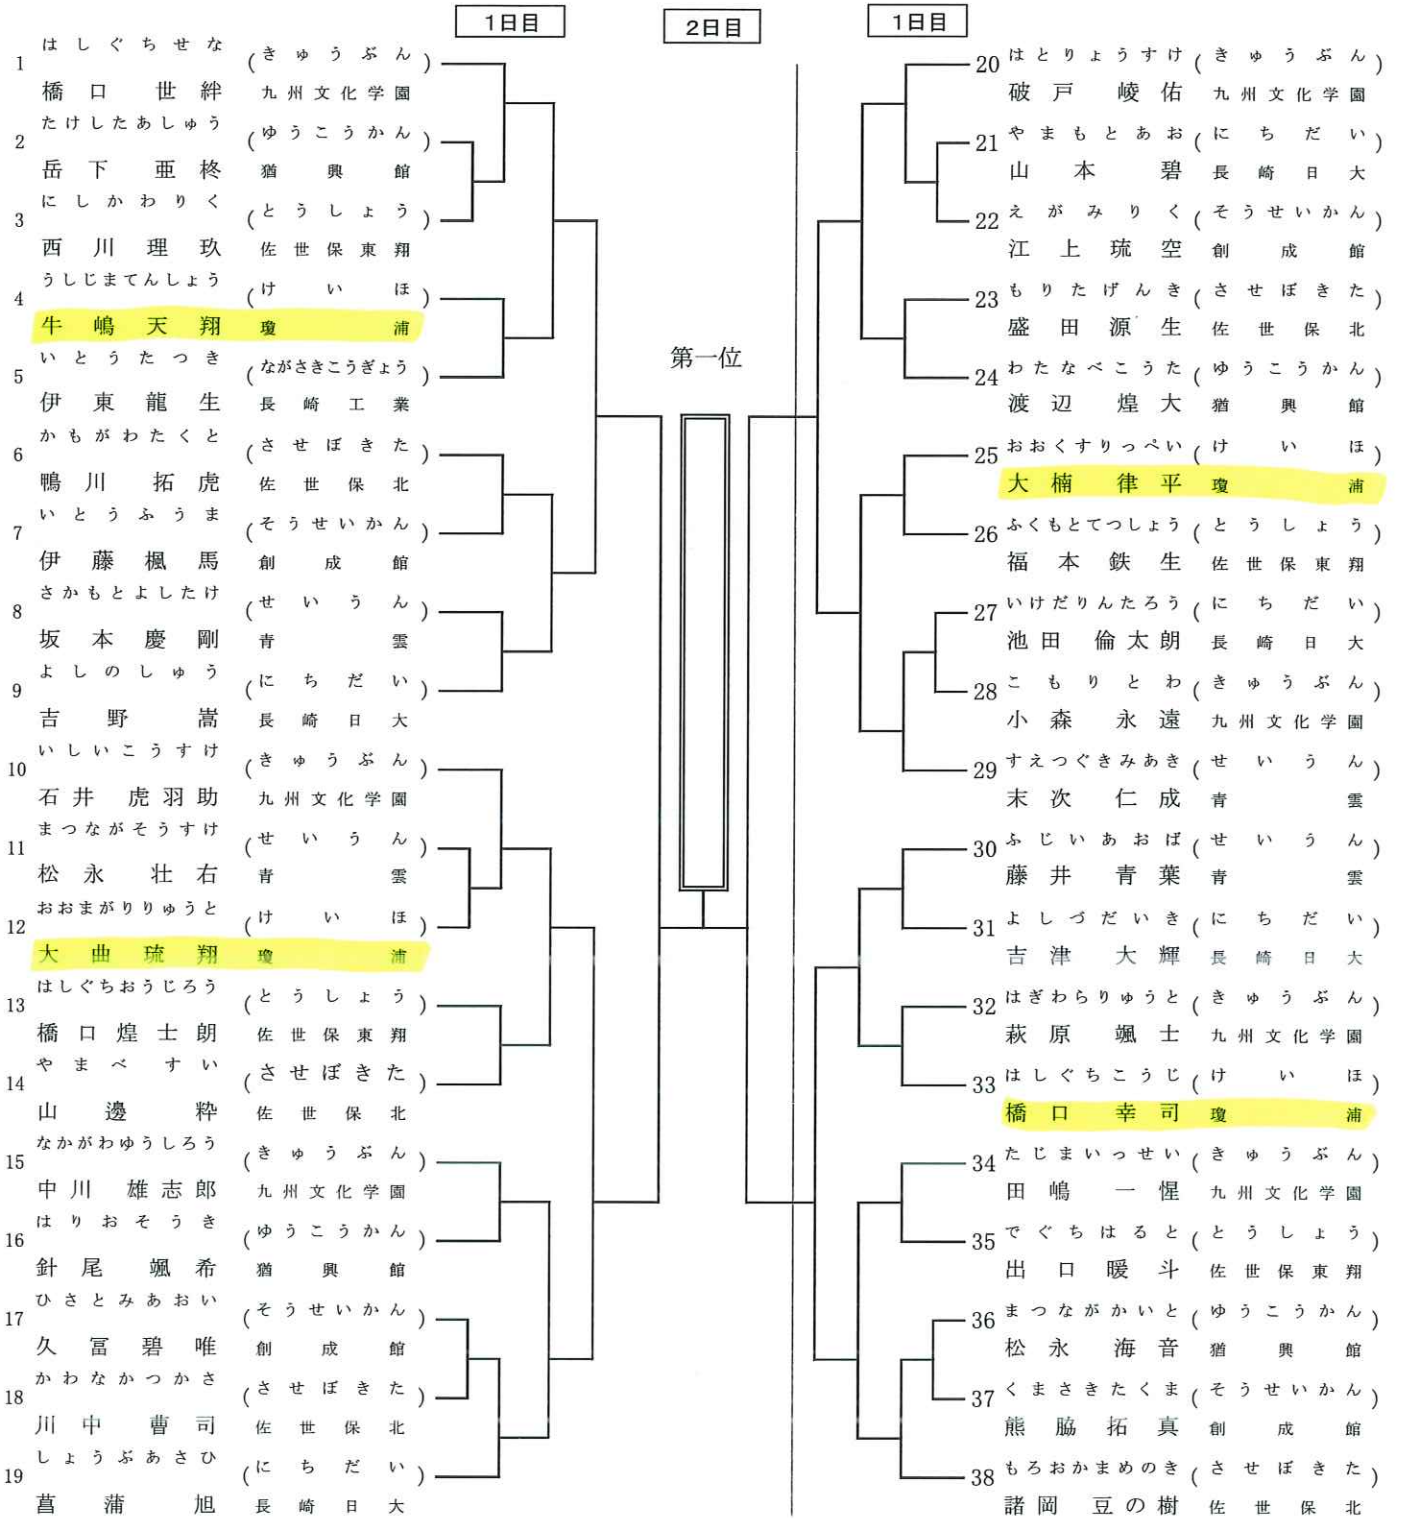 1日目
2日目
1日目
第一位
はしぐちせな (きゅうぶん)
1
橋口 世絆 九州文化学園
たけしたあしゅう (ゆうこうかん)
2
岳下 亜柊 猶興館
にしかわりく (とうしょう)
3
西川理玖 佐世保東翔
うしじまてんしょう (けいほ)
4
牛嶋天翔 瓊浦
いとうたつき (ながさきこうぎょう)
5
伊東龍生 長崎工業
かもがわたくと (させぼきた)
6
鴨川 拓虎 佐世保北
いとうふうま (そうせいかん)
7
伊藤楓馬 創成館
さかもとよしたけ (せいうん)
8
坂本慶剛 青雲
よしのしゅう (にちだい)
9
吉野 嵩 長崎日大
いしいこうすけ (きゅうぶん)
10
石井 虎羽助 九州文化学園
まつながそうすけ (せいうん)
11
松永 壮右 青雲
おおまがりりゅうと (けいほ)
12
大曲琉翔 瓊浦
はしぐちおうじろう (とうしょう)
13
橋口煌士朗 佐世保東翔
やまべ すい (させぼきた)
14
山邊 粋 佐世保北
なかがわゆうしろう (きゅうぶん)
15
中川 雄志郎 九州文化学園
はりおそうき (ゆうこうかん)
16
針尾 颯希 猶興館
ひさとみあおい (そうせいかん)
17
久冨碧唯 創成館
かわなかつかさ (させぼきた)
18
川中 曹司 佐世保北
しょうぶあさひ (にちだい)
19
菖蒲 旭 長崎日大
20 はとりょうすけ (きゅうぶん)
破戸 崚佑 九州文化学園
21 やまもとあお (にちだい)
山本 碧 長崎日大
22 えがみりく (そうせいかん)
江上琉空 創成館
23 もりたげんき (させぼきた)
盛田源生 佐世保北
24 わたなべこうた (ゆうこうかん)
渡辺 煌大 猶興館
25 おおくすりっぺい (けいほ)
大楠 律平 瓊浦
26 ふくもとてつしょう (とうしょう)
福本鉄生 佐世保東翔
27 いけだりんたろう (にちだい)
池田 倫太朗 長崎日大
28 こもりとわ (きゅうぶん)
小森 永遠 九州文化学園
29 すえつぐきみあき (せいうん)
末次 仁成 青雲
30 ふじいあおば (せいうん)
藤井 青葉 青雲
31 よしづだいき (にちだい)
吉津 大輝 長崎日大
32 はぎわらりゅうと (きゅうぶん)
萩原 颯士 九州文化学園
33 はしぐちこうじ (けいほ)
橋口 幸司 瓊浦
34 たじまいっせい (きゅうぶん)
田嶋 一惺 九州文化学園
35 でぐちはると (とうしょう)
出口暖斗 佐世保東翔
36 まつながかいと (ゆうこうかん)
松永 海音 猶興館
37 くまさきたくま (そうせいかん)
熊脇拓真 創成館
38 もろおかまめのき (させぼきた)
諸岡 豆の樹 佐世保北